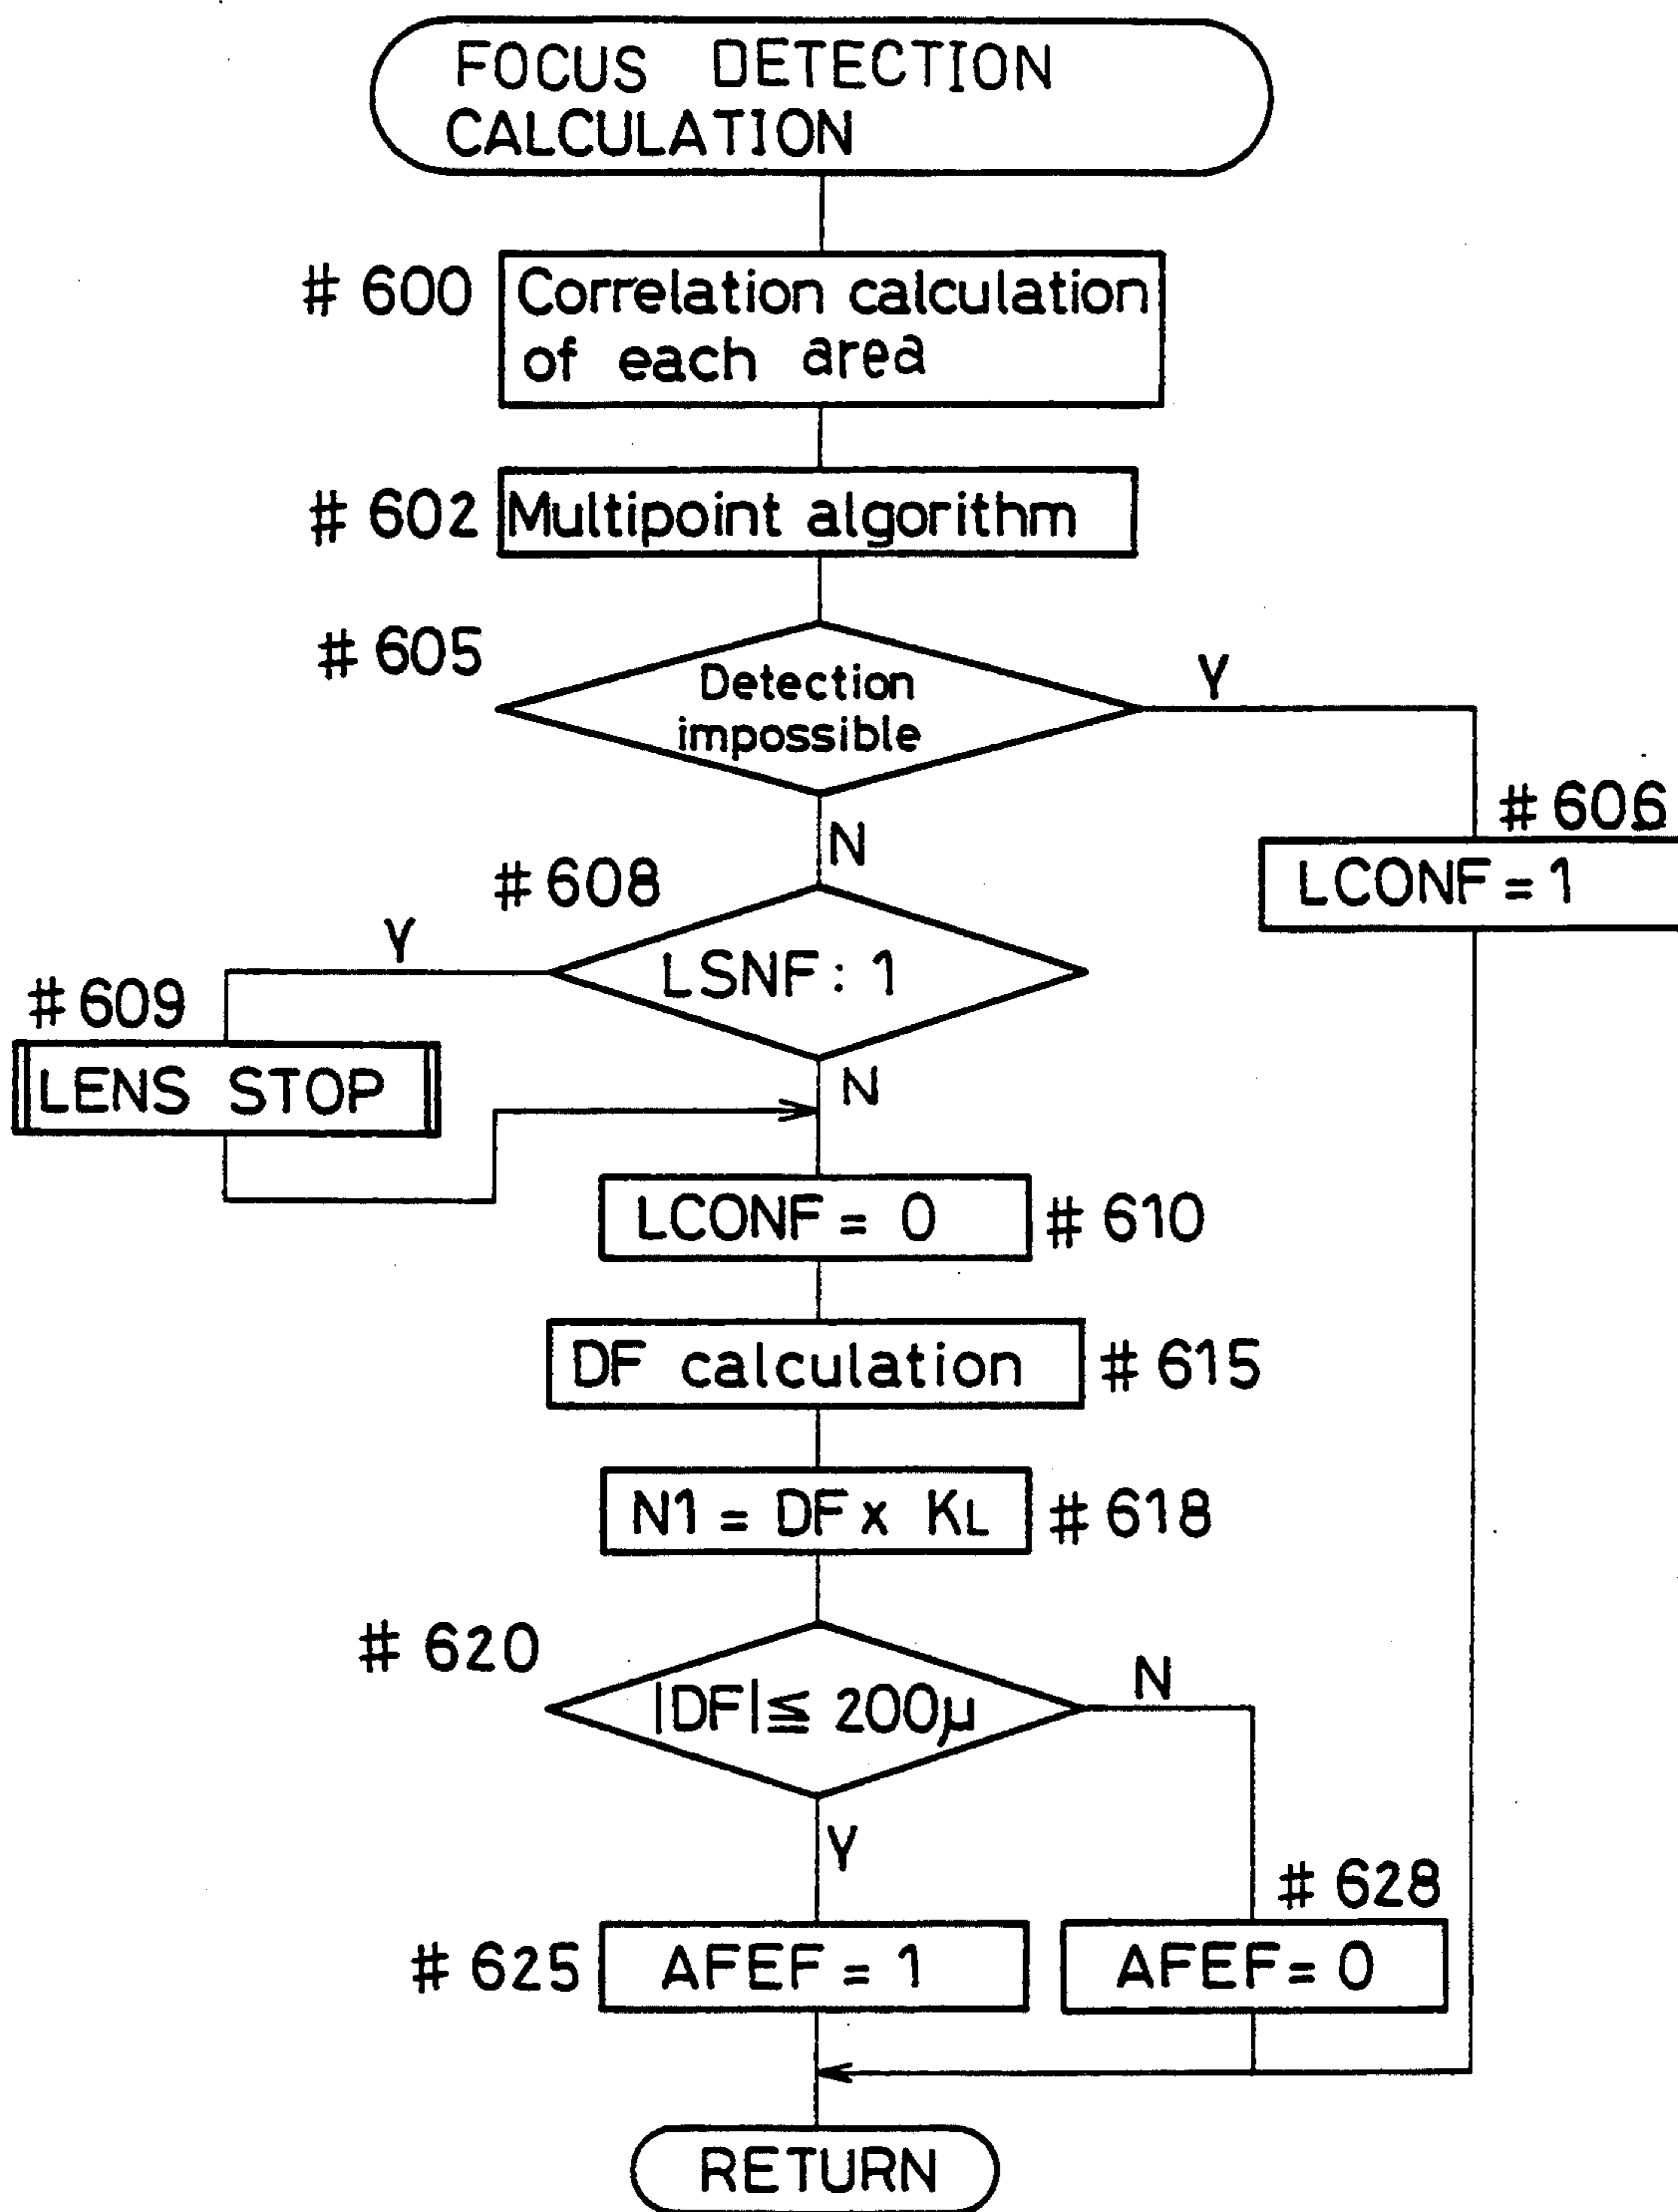 FOCUS DETECTION
CALCULATION
# 600
Correlation calculation
of each area
# 602
Multipoint algorithm
# 605
Detection
impossible
Y
N
# 606
LCONF = 1
# 608
LSNF : 1
Y
N
# 609
LENS STOP
LCONF = 0
# 610
DF calculation
# 615
N1 = DF x KL
# 618
# 620
|DF| ≦ 200µ
N
Y
# 628
# 625
AFEF = 1
AFEF = 0
RETURN